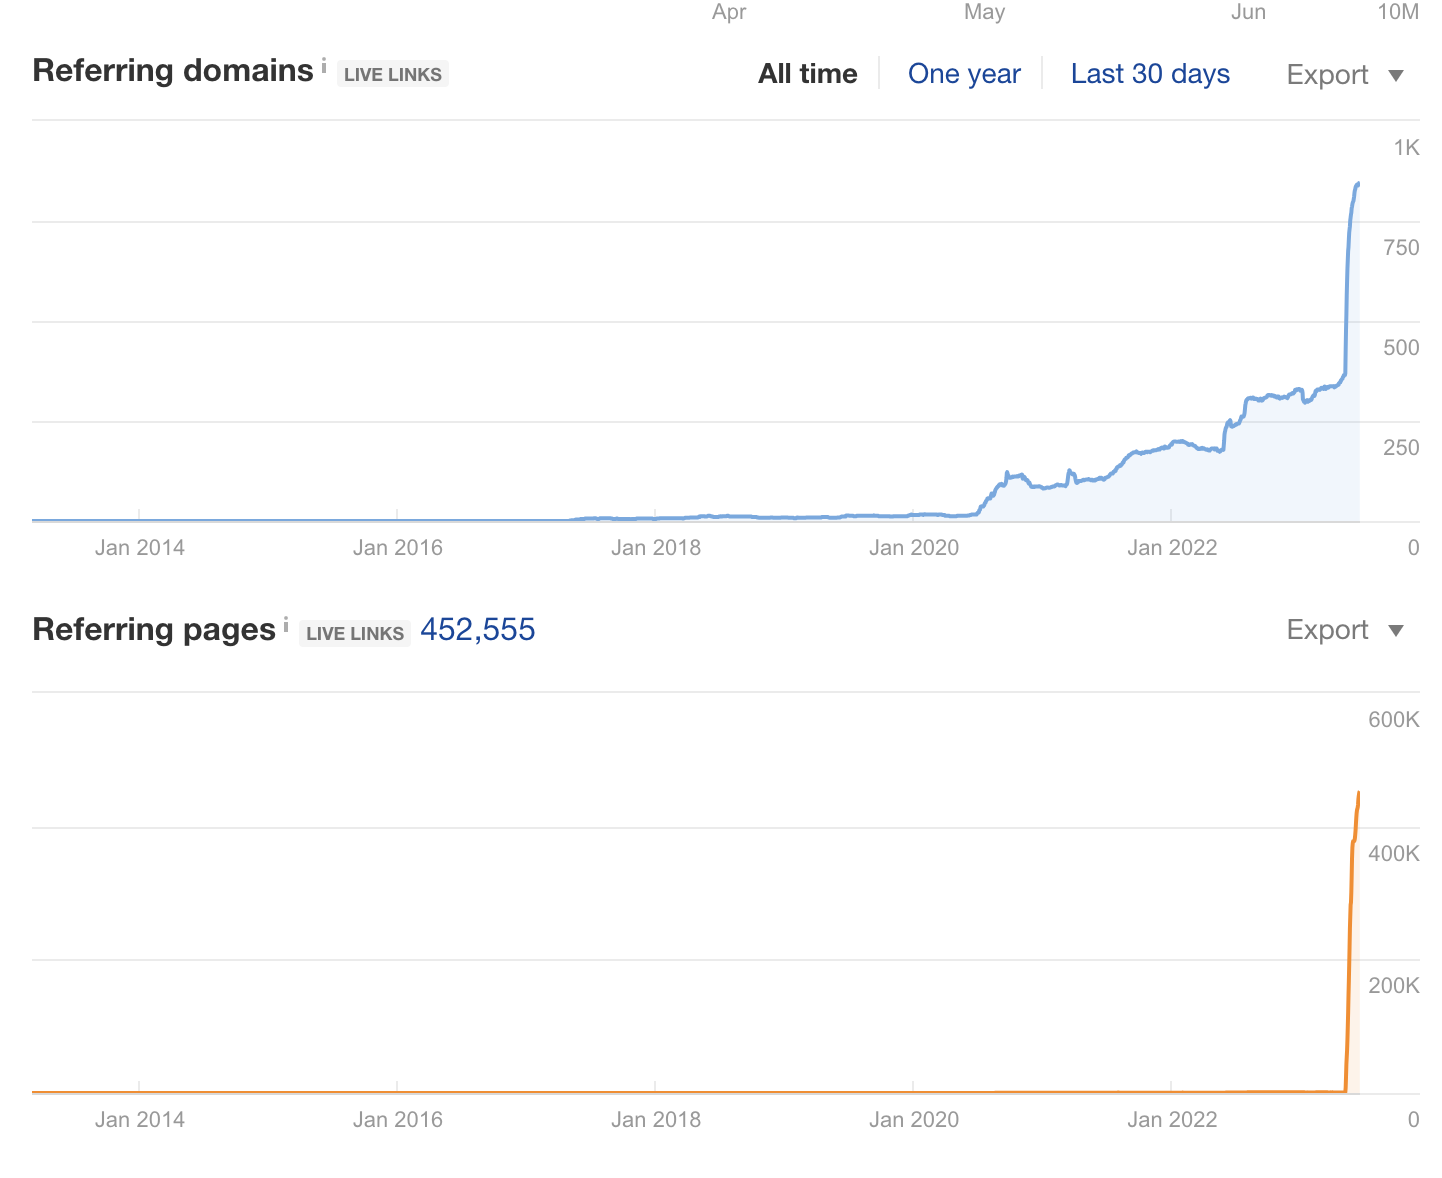 Apr May Jun 10M
Referring domains i LIVE LINKS All time One year Last 30 days Export
1K
750
500
250
Jan 2014 Jan 2016 Jan 2018 Jan 2020 Jan 2022 0
Referring pages i LIVE LINKS 452,555 Export
600K
400K
200K
Jan 2014 Jan 2016 Jan 2018 Jan 2020 Jan 2022 0